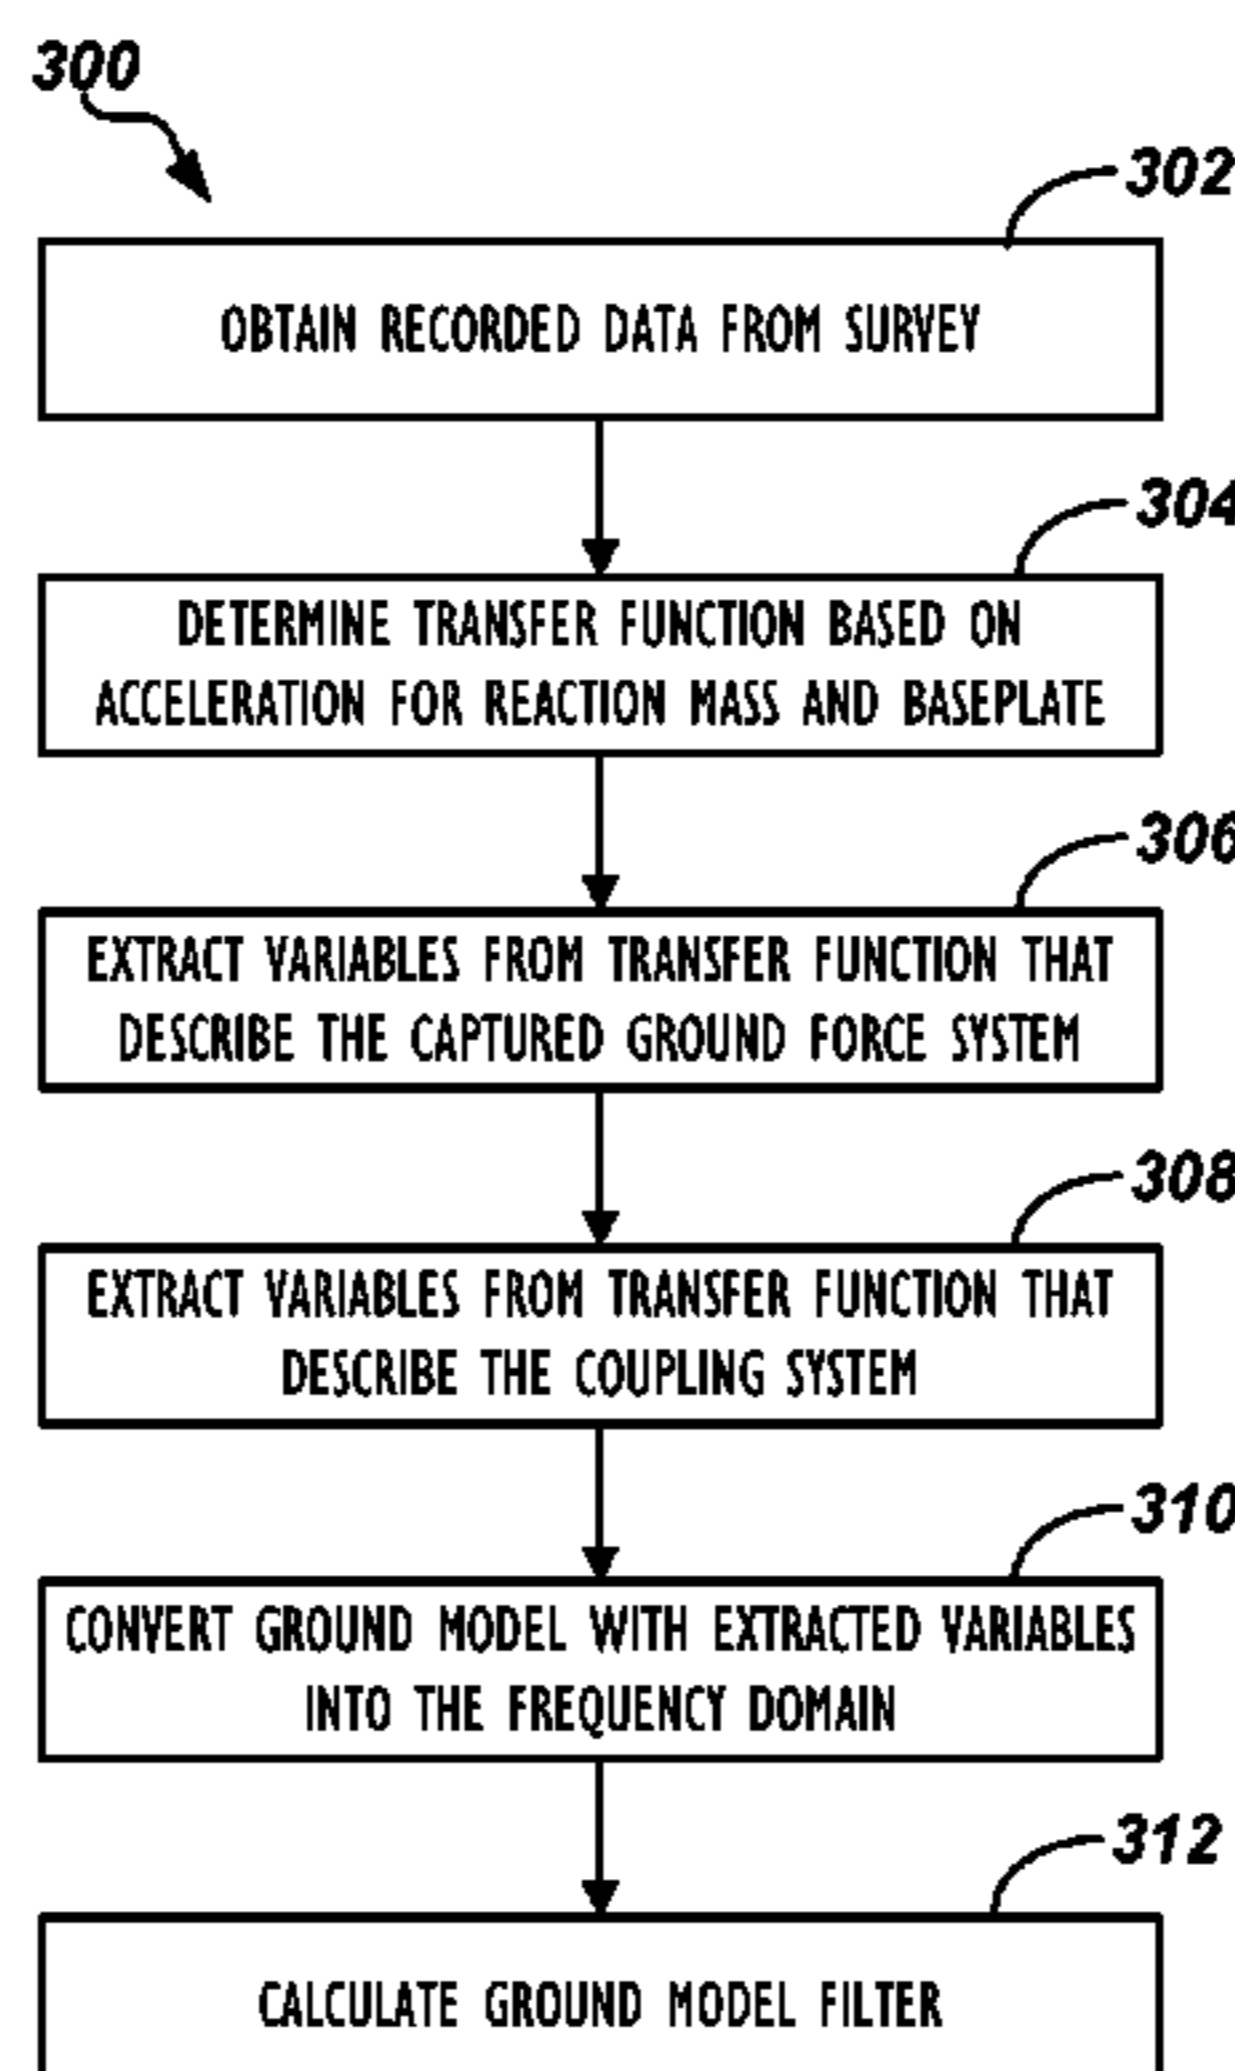 300
302
OBTAIN RECORDED DATA FROM SURVEY
304
DETERMINE TRANSFER FUNCTION BASED ON
ACCELERATION FOR REACTION MASS AND BASEPLATE
306
EXTRACT VARIABLES FROM TRANSFER FUNCTION THAT
DESCRIBE THE CAPTURED GROUND FORCE SYSTEM
308
EXTRACT VARIABLES FROM TRANSFER FUNCTION THAT
DESCRIBE THE COUPLING SYSTEM
310
CONVERT GROUND MODEL WITH EXTRACTED VARIABLES
INTO THE FREQUENCY DOMAIN
312
CALCULATE GROUND MODEL FILTER